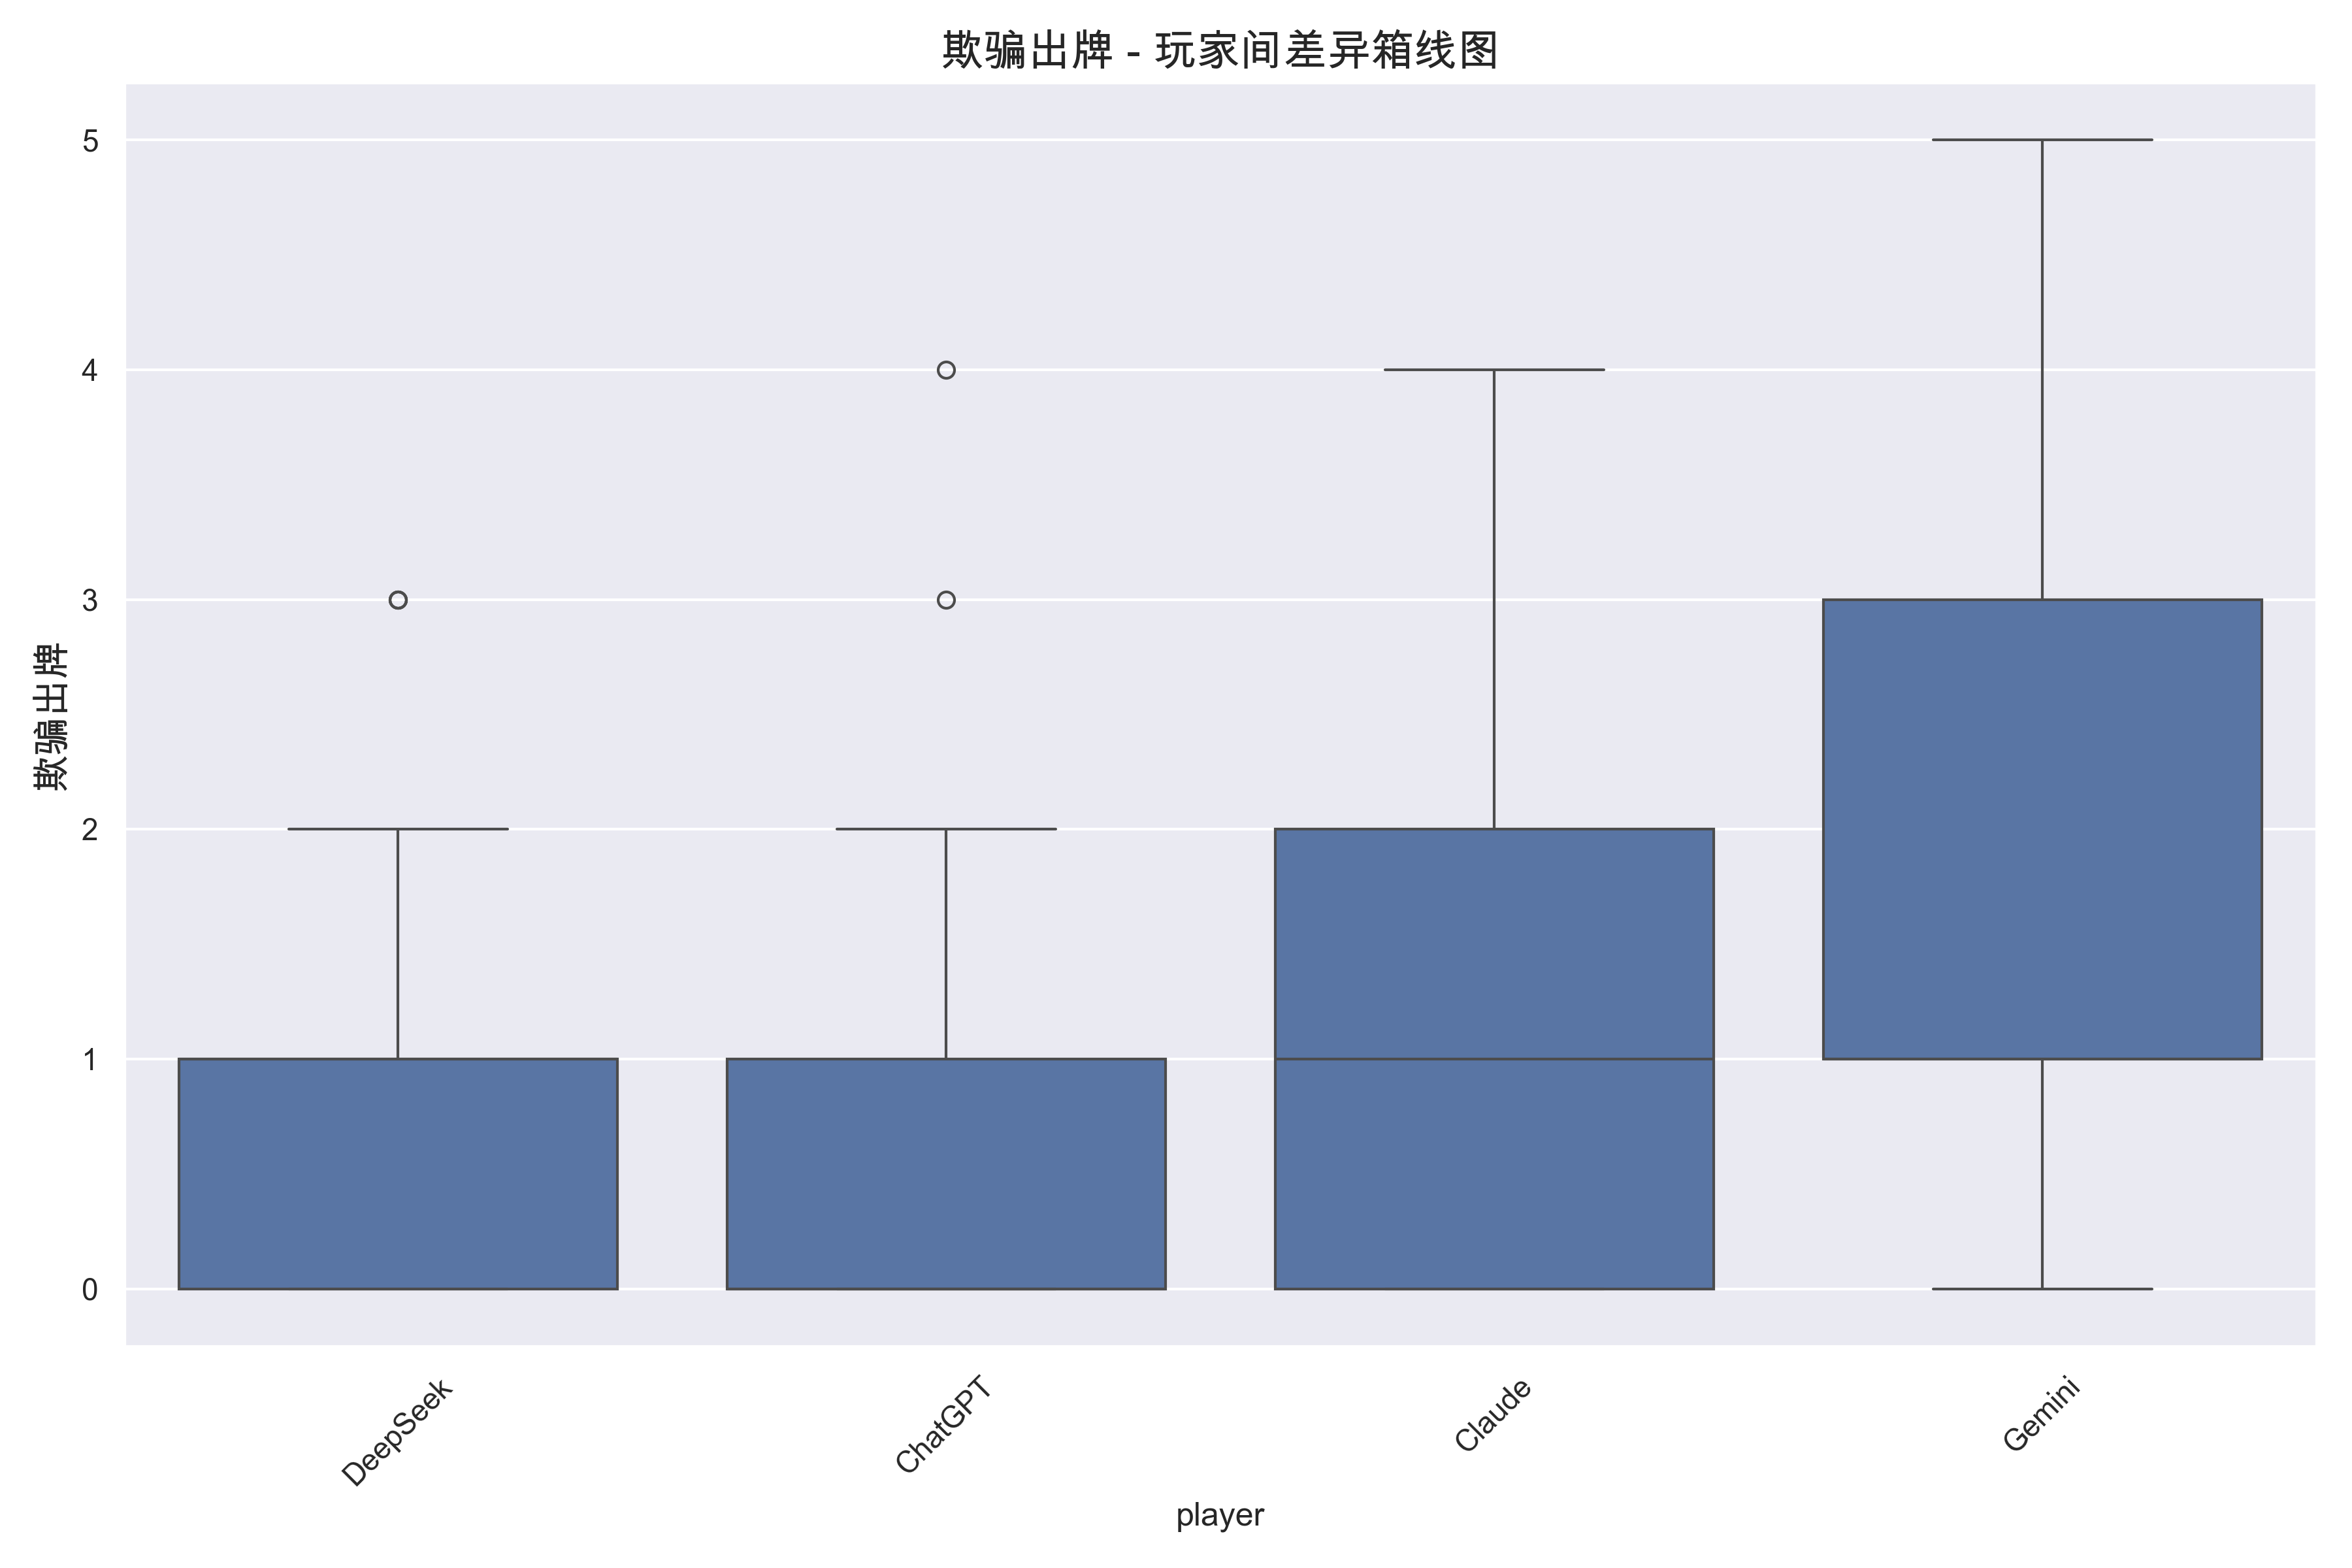 欺骗出牌 - 玩家间差异箱线图
欺骗出牌
5
4
3
2
1
0
DeepSeek
ChatGPT
Claude
Gemini
player